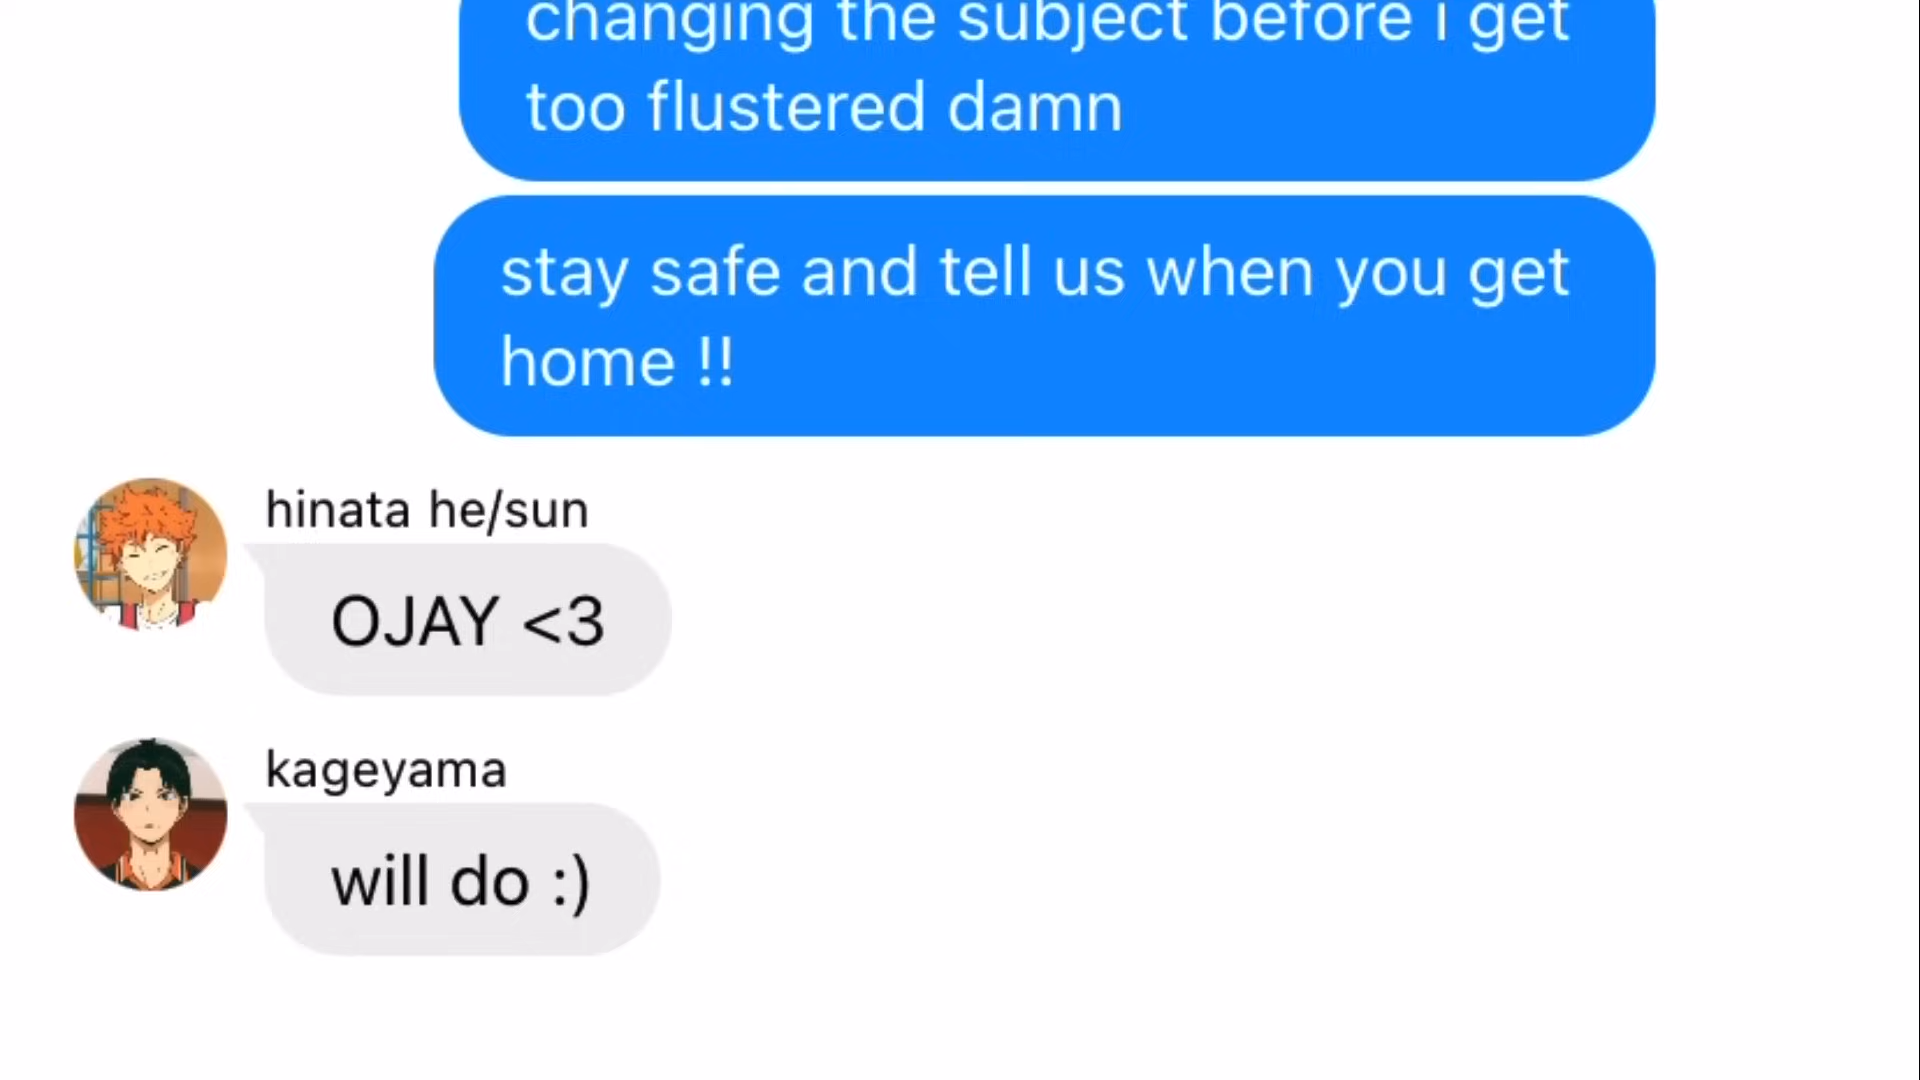 changing the subject before i get
too flustered damn
stay safe and tell us when you get
home !!
hinata he/sun
OJAY <3
kageyama
will do :)